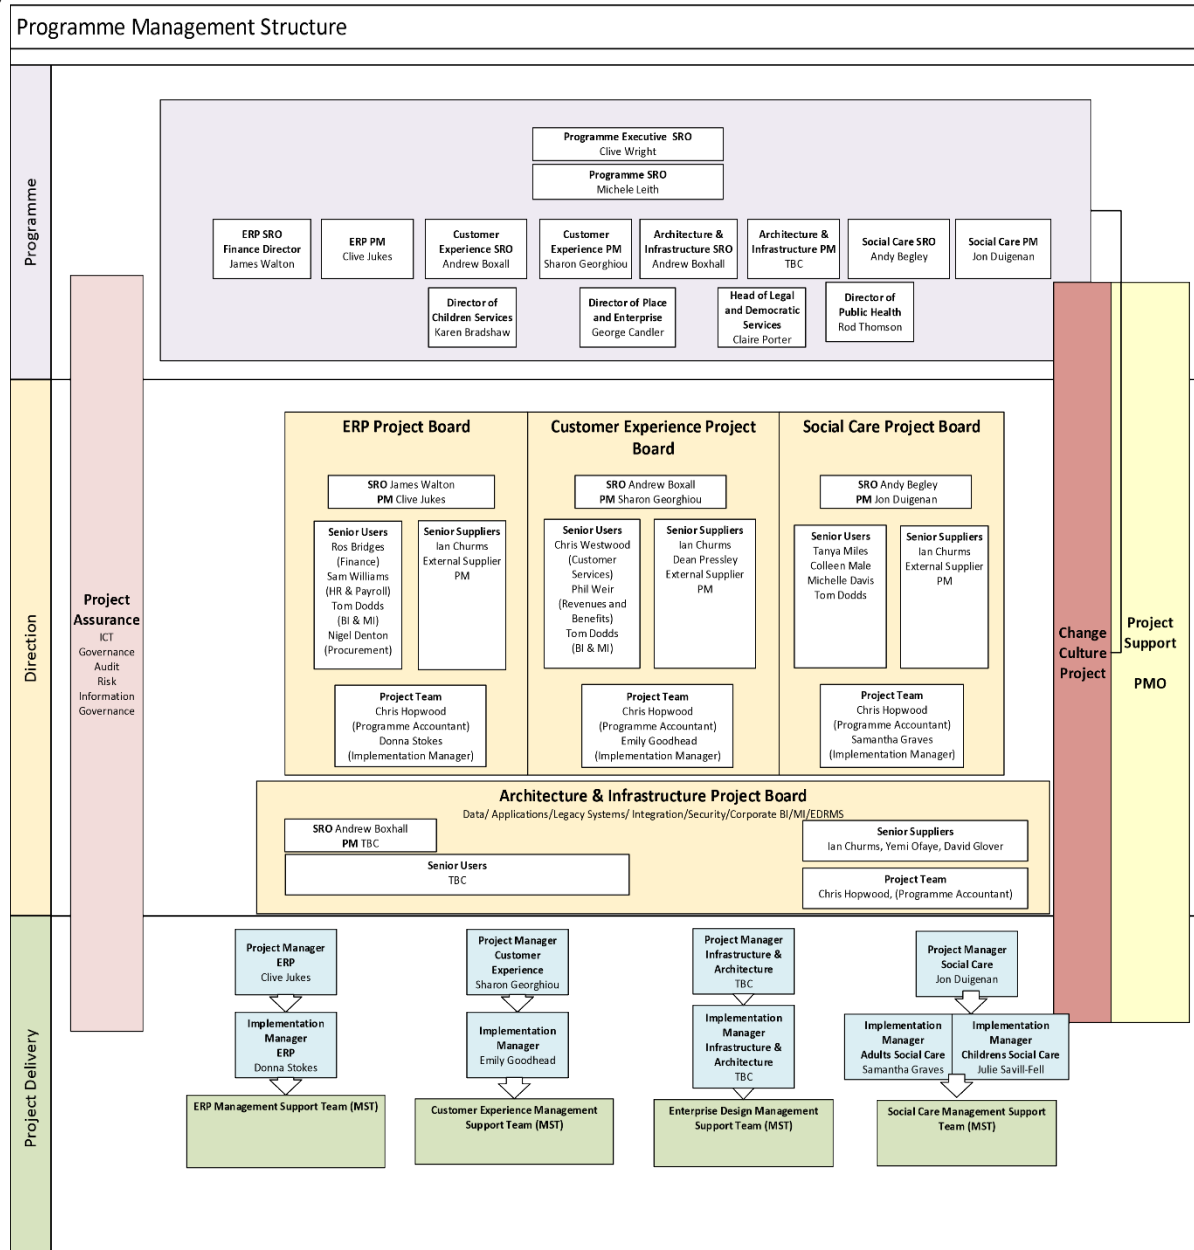 Programme Management Structure
Programme
Programme Executive SRO
Clive Wright
Programme SRO
Michele Leith
ERP SRO
Finance Director
James Walton
ERP PM
Clive Jukes
Customer
Experience SRO
Andrew Boxall
Customer
Experience PM
Sharon Georghiou
Architecture &
Infrastructure SRO
Andrew Boxhall
Architecture &
Infrastructure PM
TBC
Social Care SRO
Andy Begley
Social Care PM
Jon Duigenan
Director of
Children Services
Karen Bradshaw
Director of Place
and Enterprise
George Candler
Head of Legal
and Democratic
Services
Claire Porter
Director of
Public Health
Rod Thomson
Project
Assurance
ICT
Governance
Audit
Risk
Information
Governance
Change
Culture
Project
Project
Support
PMO
Direction
ERP Project Board
SRO James Walton
PM Clive Jukes
Senior Users
Ros Bridges
(Finance)
Sam Williams
(HR & Payroll)
Tom Dodds
(BI & MI)
Nigel Denton
(Procurement)
Senior Suppliers
Ian Churms
External Supplier
PM
Project Team
Chris Hopwood
(Programme Accountant)
Donna Stokes
(Implementation Manager)
Customer Experience Project
Board
SRO Andrew Boxall
PM Sharon Georghiou
Senior Users
Chris Westwood
(Customer
Services)
Phil Weir
(Revenues and
Benefits)
Tom Dodds
(BI & MI)
Senior Suppliers
Ian Churms
Dean Pressley
External Supplier
PM
Project Team
Chris Hopwood
(Programme Accountant)
Emily Goodhead
(Implementation Manager)
Social Care Project Board
SRO Andy Begley
PM Jon Duigenan
Senior Users
Tanya Miles
Colleen Male
Michelle Davis
Tom Dodds
Senior Suppliers
Ian Churms
External Supplier
PM
Project Team
Chris Hopwood
(Programme Accountant)
Samantha Graves
(Implementation Manager)
Architecture & Infrastructure Project Board
Data/ Applications/Legacy Systems/ Integration/Security/Corporate BI/MI/EDRMS
SRO Andrew Boxhall
PM TBC
Senior Users
TBC
Senior Suppliers
Ian Churms, Yemi Ofaye, David Glover
Project Team
Chris Hopwood, (Programme Accountant)
Project Delivery
Project Manager
ERP
Clive Jukes
Implementation
Manager
ERP
Donna Stokes
ERP Management Support Team (MST)
Project Manager
Customer
Experience
Sharon Georghiou
Implementation
Manager
Emily Goodhead
Customer Experience Management
Support Team (MST)
Project Manager
Infrastructure &
Architecture
TBC
Implementation
Manager
Infrastructure &
Architecture
TBC
Enterprise Design Management
Support Team (MST)
Project Manager
Social Care
Jon Duigenan
Implementation
Manager
Adults Social Care
Samantha Graves
Implementation
Manager
Childrens Social Care
Julie Savill-Fell
Social Care Management Support
Team (MST)